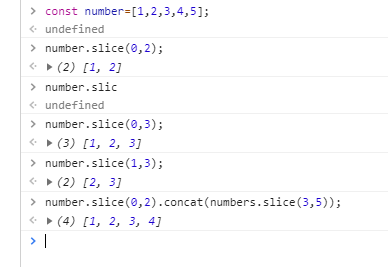 const number=[1,2,3,4,5];
undefined
number.slice(0,2);
(2) [1, 2]
number.slic
undefined
number.slice(0,3);
(3) [1, 2, 3]
number.slice(1,3);
(2) [2, 3]
number.slice(0,2).concat(numbers.slice(3,5));
(4) [1, 2, 3, 4]